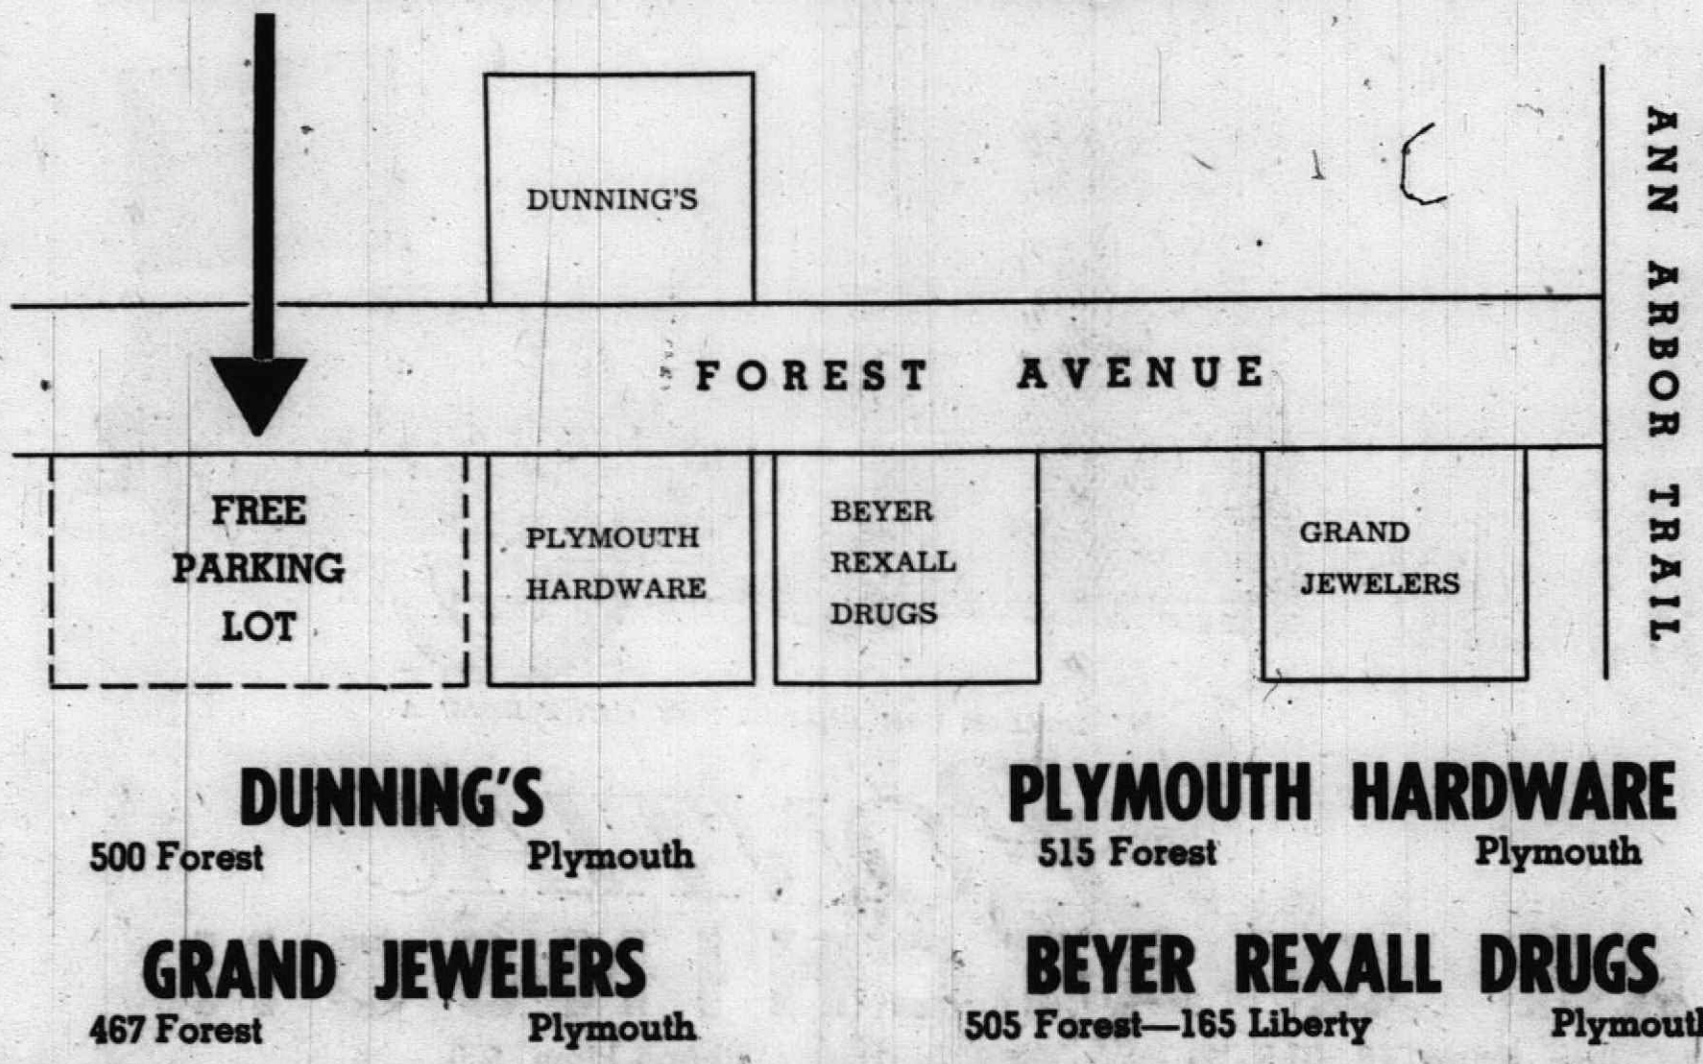 DUNNING'S
FOREST AVENUE
ANN ARBOR TRAIL
FREE
PARKING
LOT
PLYMOUTH
HARDWARE
BEYER
REXALL
DRUGS
GRAND
JEWELERS
DUNNING'S
500 Forest Plymouth
PLYMOUTH HARDWARE
515 Forest Plymouth
GRAND JEWELERS
467 Forest Plymouth
BEYER REXALL DRUGS
505 Forest—165 Liberty Plymouth